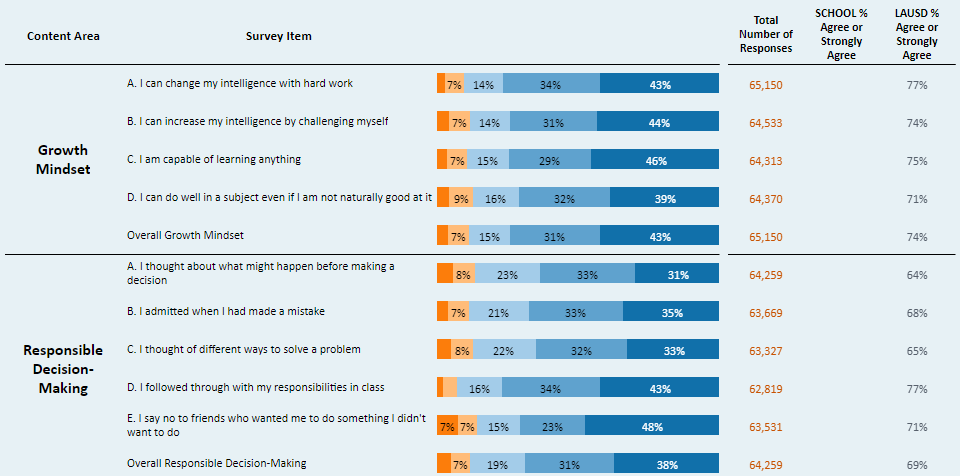 Content Area
Survey Item
Total
Number of
Responses
SCHOOL %
Agree or
Strongly
Agree
LAUSD %
Agree or
Strongly
Agree
Growth
Mindset
A. I can change my intelligence with hard work 7% 14% 34% 43% 65,150 77%
B. I can increase my intelligence by challenging myself 7% 14% 31% 44% 64,533 74%
C. I am capable of learning anything 7% 15% 29% 46% 64,313 75%
D. I can do well in a subject even if I am not naturally good at it 9% 16% 32% 39% 64,370 71%
Overall Growth Mindset 7% 15% 31% 43% 65,150 74%
Responsible
Decision-
Making
A. I thought about what might happen before making a
decision 8% 23% 33% 31% 64,259 64%
B. I admitted when I had made a mistake 7% 21% 33% 35% 63,669 68%
C. I thought of different ways to solve a problem 8% 22% 32% 33% 63,327 65%
D. I followed through with my responsibilities in class 16% 34% 43% 62,819 77%
E. I say no to friends who wanted me to do something I didn't
want to do 7% 7% 15% 23% 48% 63,531 71%
Overall Responsible Decision-Making 7% 19% 31% 38% 64,259 69%